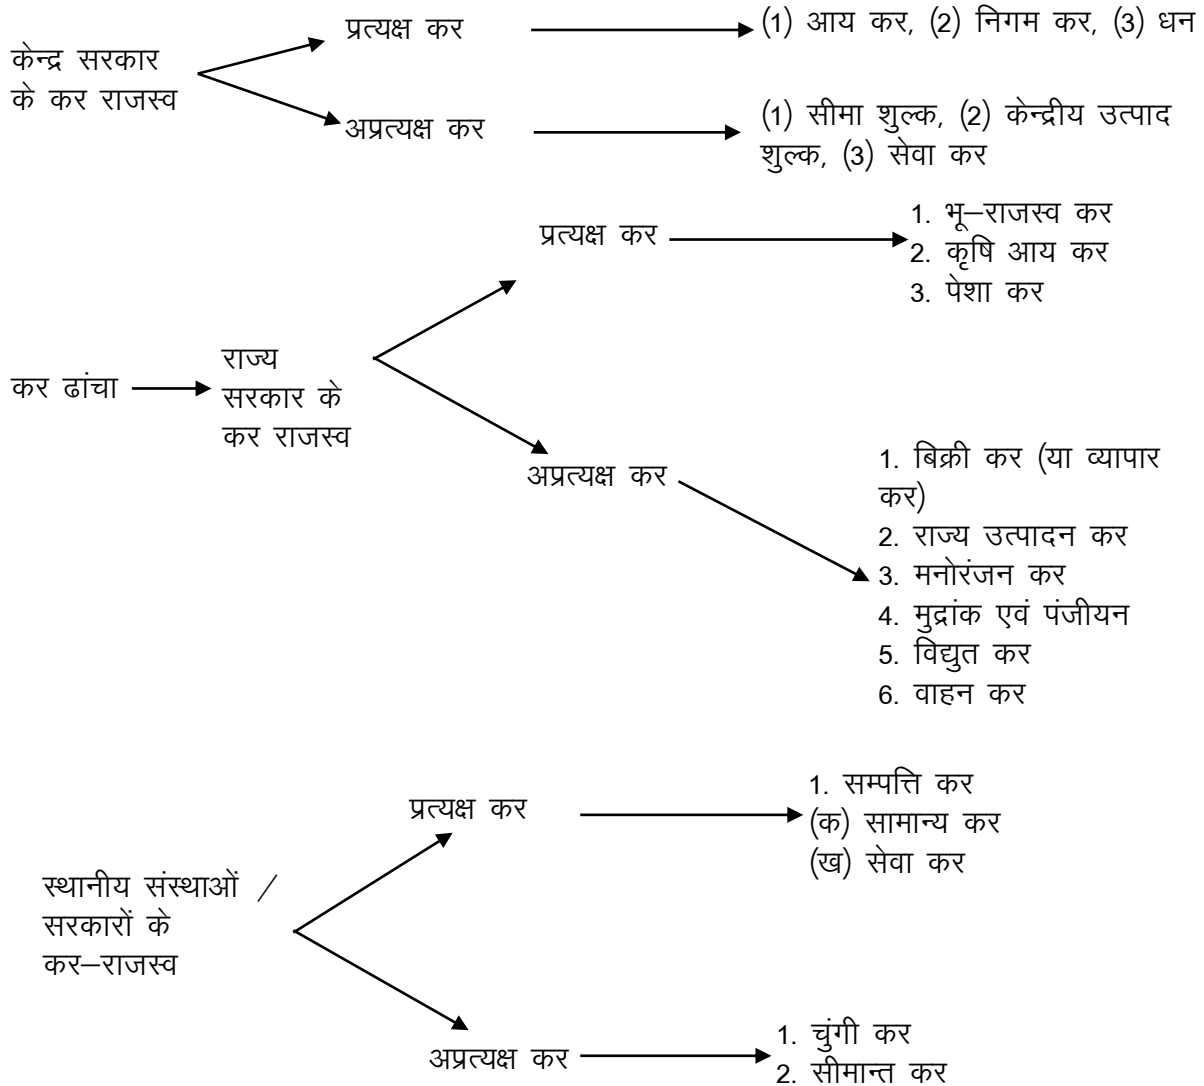 प्रत्यक्ष कर
(1) आय कर, (2) निगम कर, (3) धन
केन्द्र सरकार
के कर राजस्व
अप्रत्यक्ष कर
(1) सीमा शुल्क, (2) केन्द्रीय उत्पाद
शुल्क, (3) सेवा कर
प्रत्यक्ष कर
1. भू–राजस्व कर
2. कृषि आय कर
3. पेशा कर
कर ढांचा
राज्य
सरकार के
कर राजस्व
अप्रत्यक्ष कर
1. बिक्री कर (या व्यापार
कर)
2. राज्य उत्पादन कर
3. मनोरंजन कर
4. मुद्रांक एवं पंजीयन
5. विद्युत कर
6. वाहन कर
प्रत्यक्ष कर
1. सम्पत्ति कर
(क) सामान्य कर
(ख) सेवा कर
स्थानीय संस्थाओं /
सरकारों के
कर–राजस्व
अप्रत्यक्ष कर
1. चुंगी कर
2. सीमान्त कर